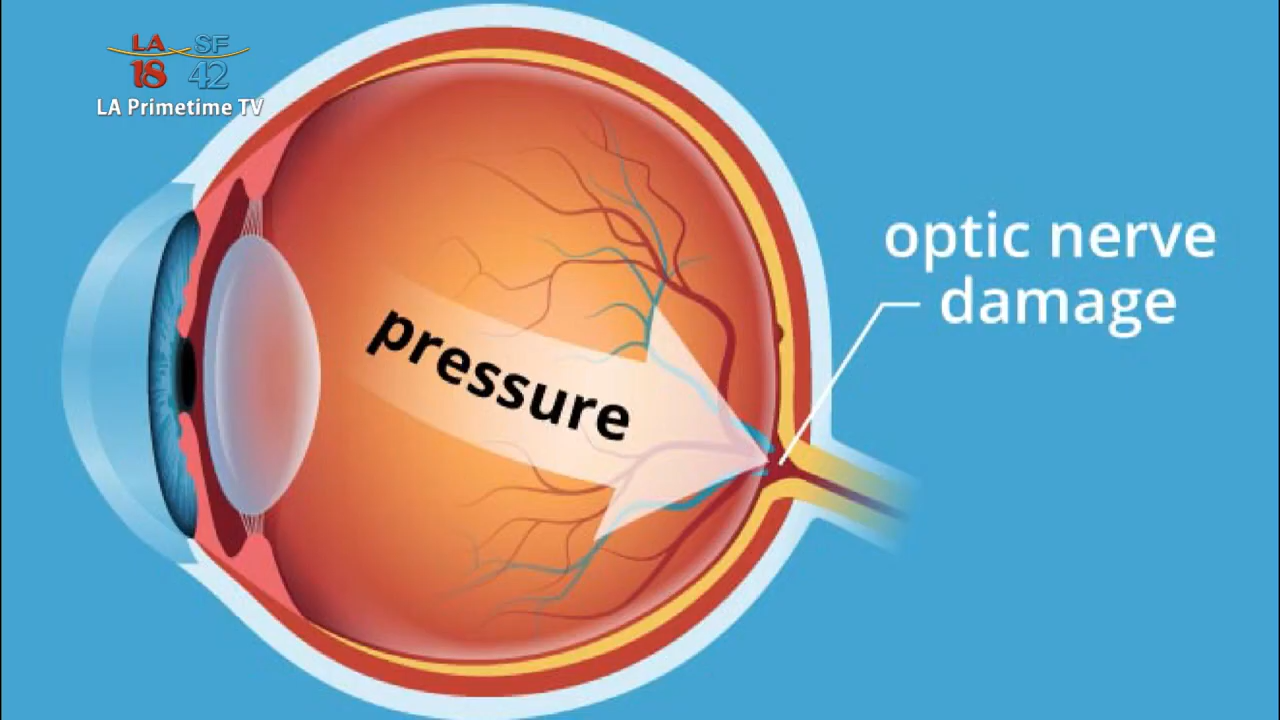 LA SF
18 42
LA Primetime TV
optic nerve
damage
pressure